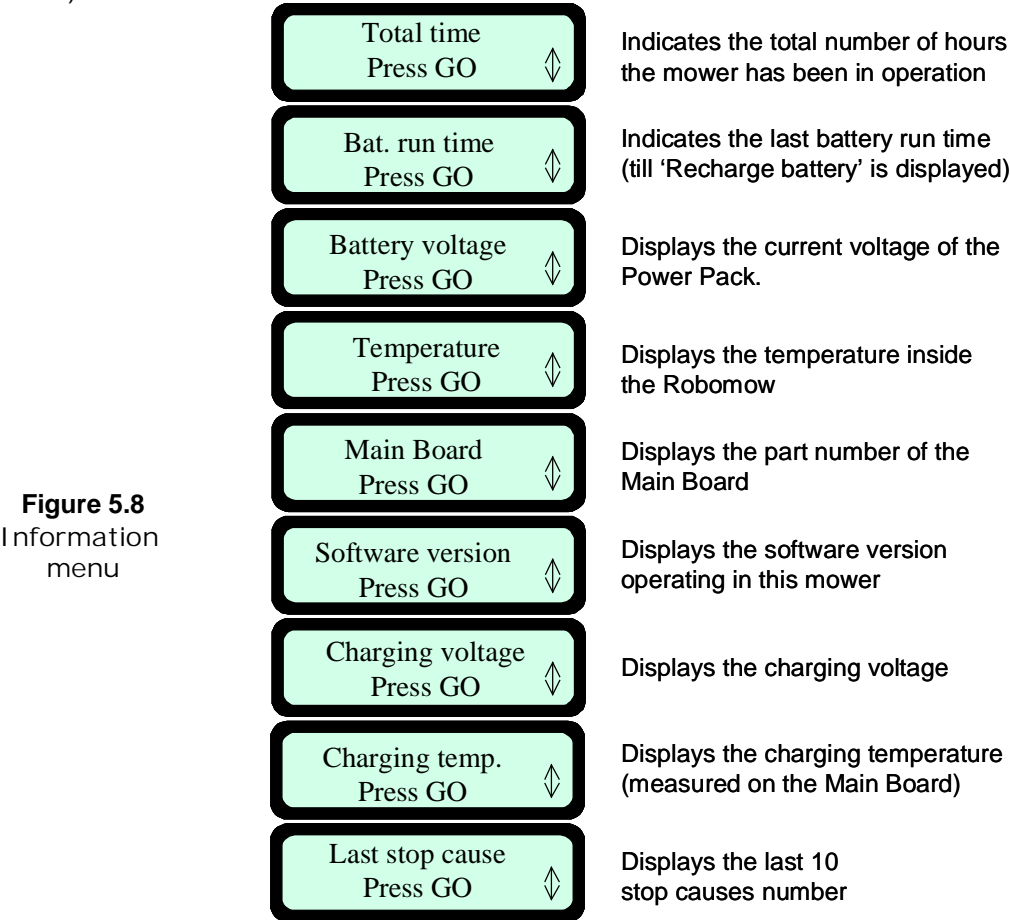 Total time
Press GO
Indicates the total number of hours
the mower has been in operation
Bat. run time
Press GO
Indicates the last battery run time
(till ‘Recharge battery’ is displayed)
Battery voltage
Press GO
Displays the current voltage of the
Power Pack.
Temperature
Press GO
Displays the temperature inside
the Robomow
Main Board
Press GO
Displays the part number of the
Main Board
Figure 5.8
Information
menu
Software version
Press GO
Displays the software version
operating in this mower
Charging voltage
Press GO
Displays the charging voltage
Charging temp.
Press GO
Displays the charging temperature
(measured on the Main Board)
Last stop cause
Press GO
Displays the last 10
stop causes number